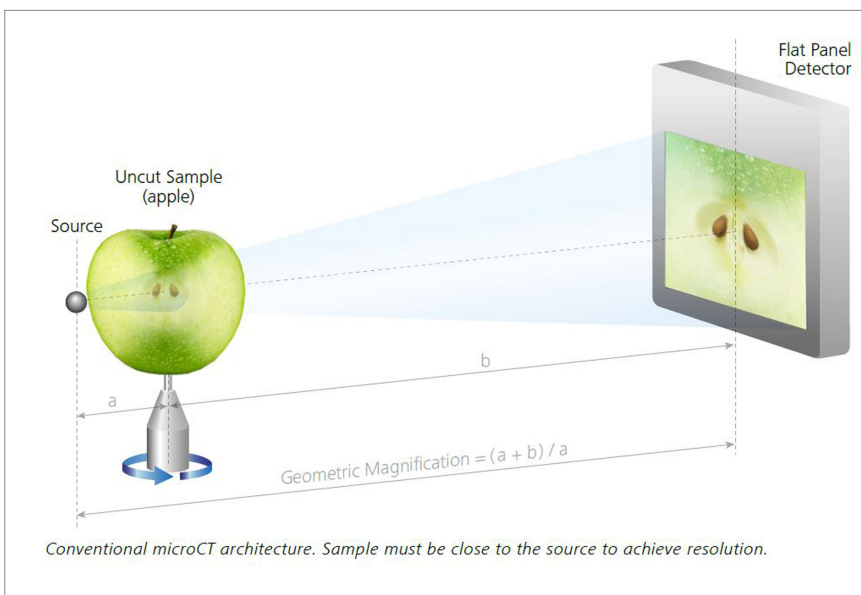 Flat Panel
Detector
Uncut Sample
(apple)
Source
b
a
Geometric Magnification = (a + b) / a
Conventional microCT architecture. Sample must be close to the source to achieve resolution.